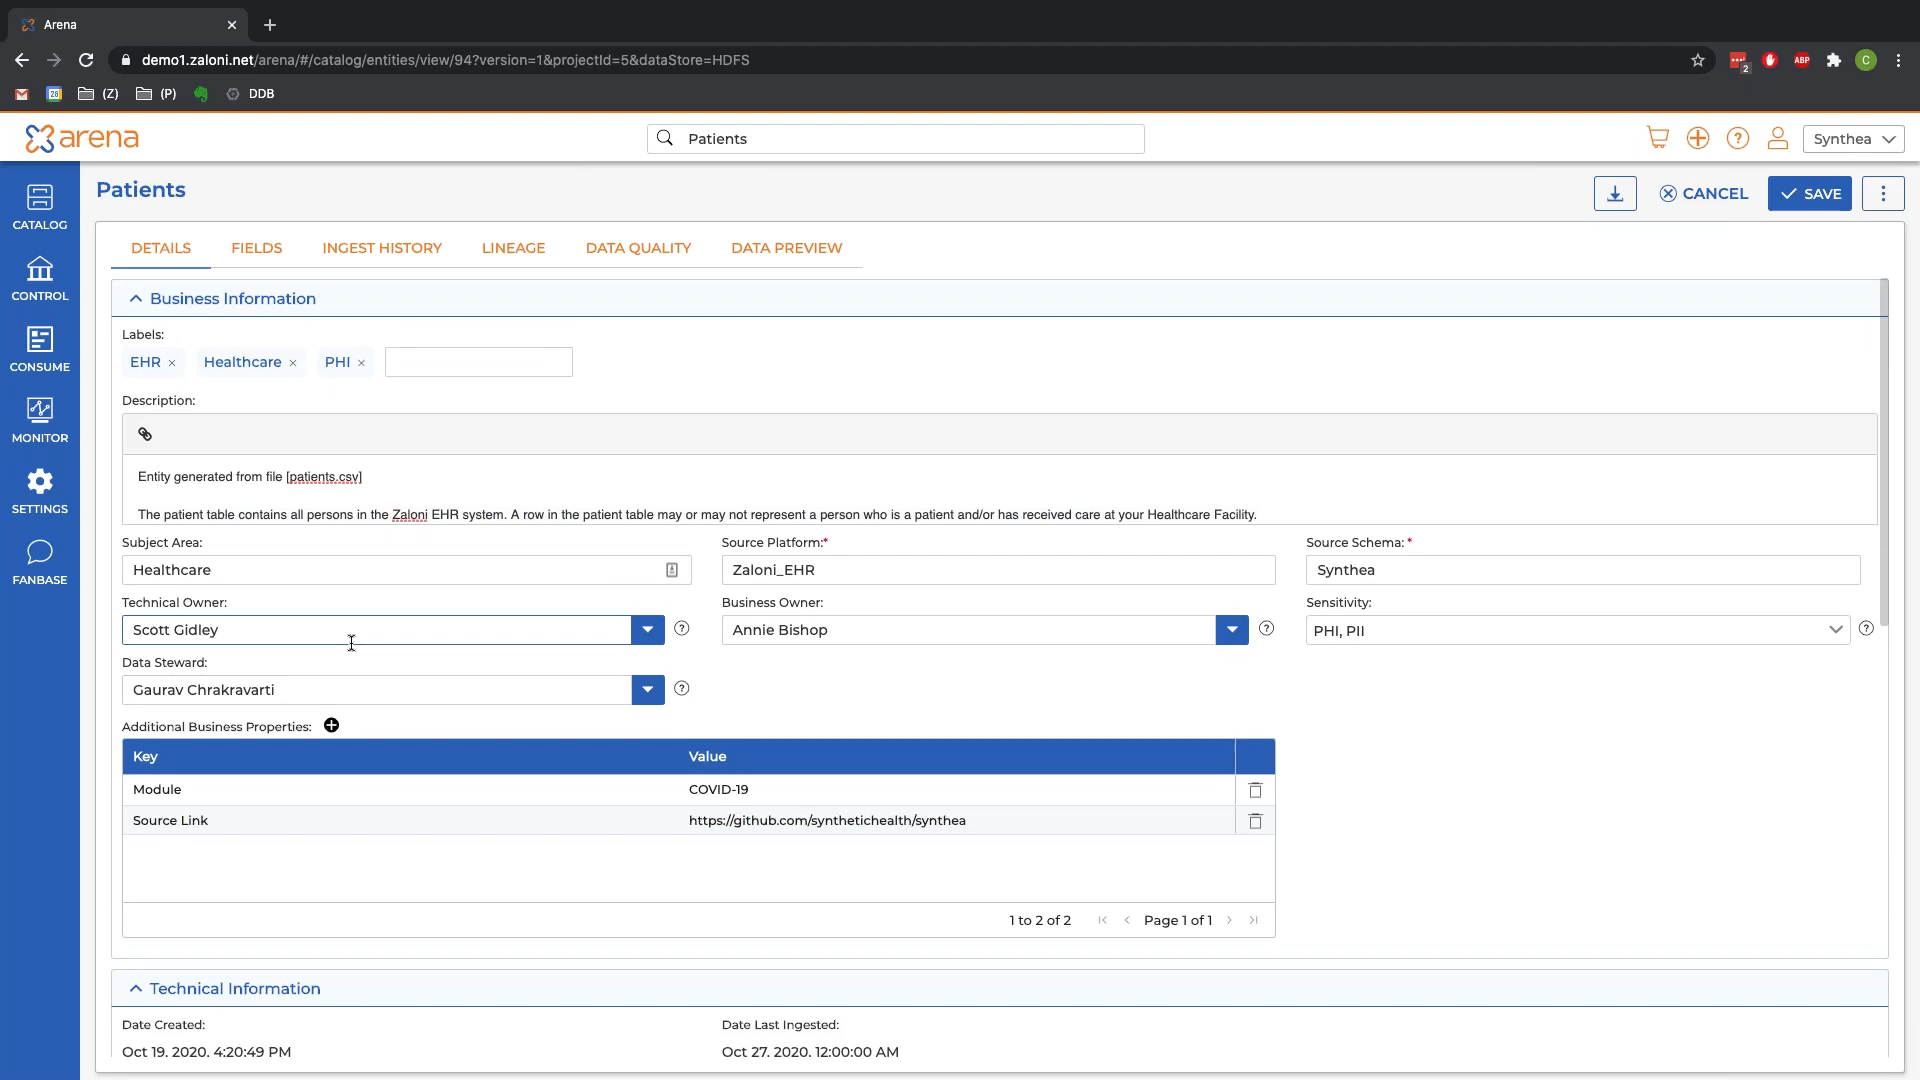 Arena
demo1.zaloni.net/arena/#/catalog/entities/view/94?version=1&projectId=5&dataStore=HDFS
2
ABP
C
28
(Z)
(P)
DDB
arena
Patients
Synthea
Patients
CANCEL
SAVE
CATALOG
CONTROL
CONSUME
MONITOR
SETTINGS
FANBASE
DETAILS
FIELDS
INGEST HISTORY
LINEAGE
DATA QUALITY
DATA PREVIEW
Business Information
Labels:
EHR ×
Healthcare ×
PHI ×
Description:
Entity generated from file [patients.csv]
The patient table contains all persons in the Zaloni EHR system. A row in the patient table may or may not represent a person who is a patient and/or has received care at your Healthcare Facility.
Subject Area:
Source Platform:*
Source Schema: *
Healthcare
Zaloni_EHR
Synthea
Technical Owner:
Business Owner:
Sensitivity:
Scott Gidley
?
Annie Bishop
?
PHI, PII
?
Data Steward:
Gaurav Chrakravarti
?
Additional Business Properties:
Key Value
Module COVID-19
Source Link https://github.com/synthetichealth/synthea
1 to 2 of 2
Page 1 of 1
Technical Information
Date Created:
Date Last Ingested:
Oct 19. 2020. 4:20:49 PM
Oct 27. 2020. 12:00:00 AM